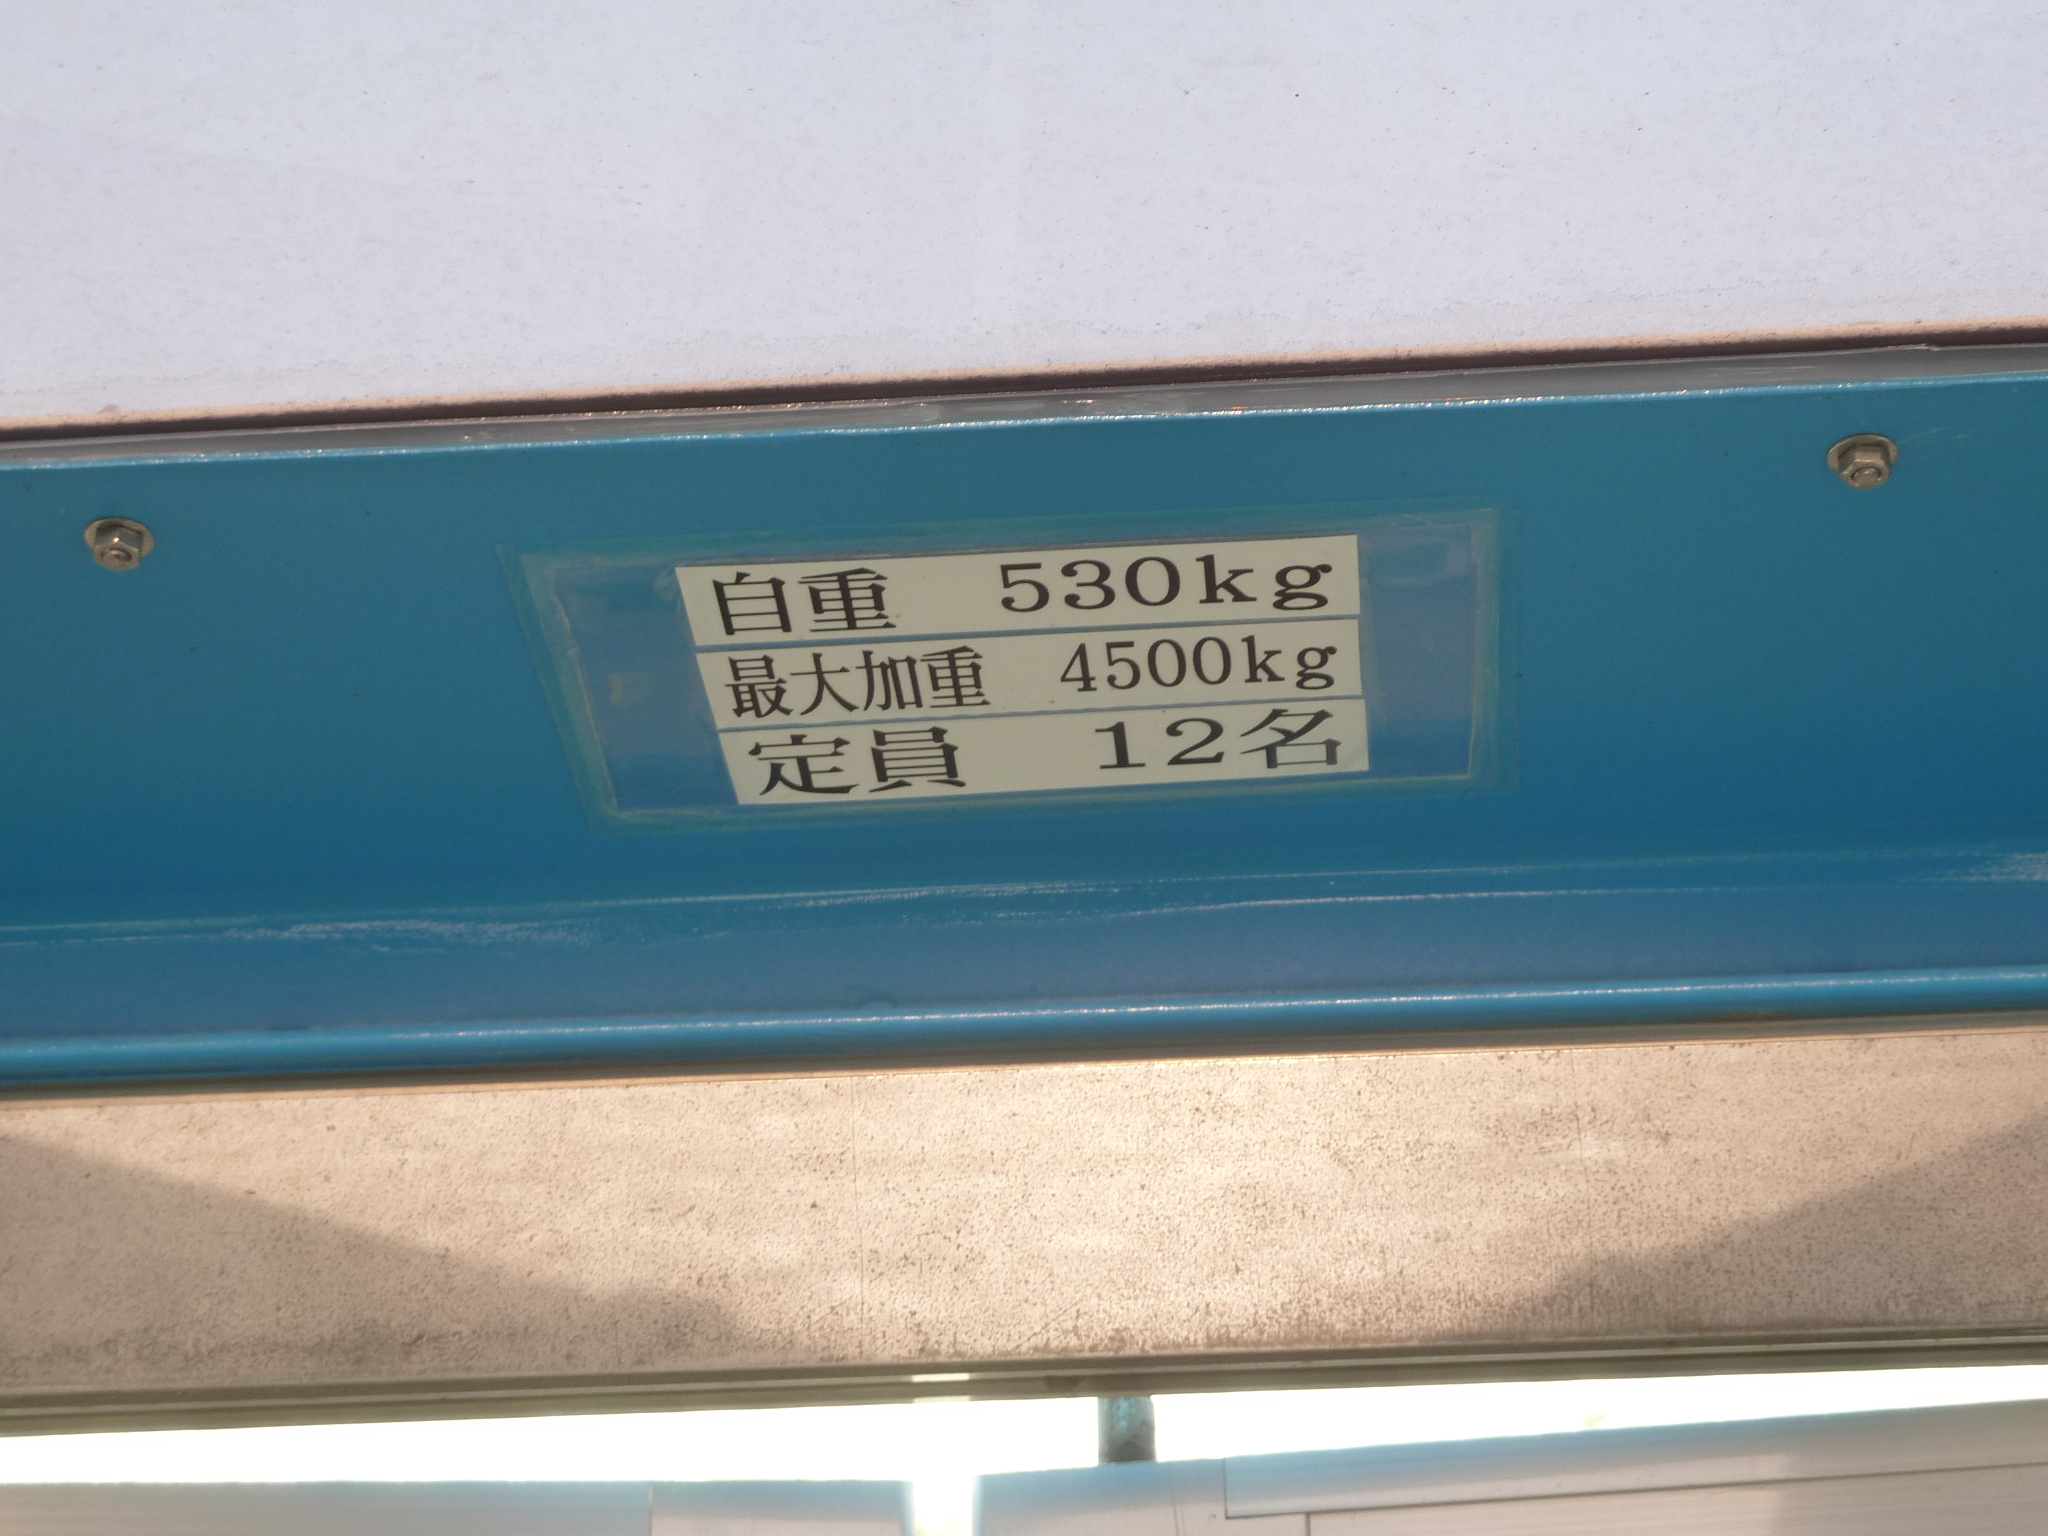 自重　530kg
最大加重　4500kg
定員　12名